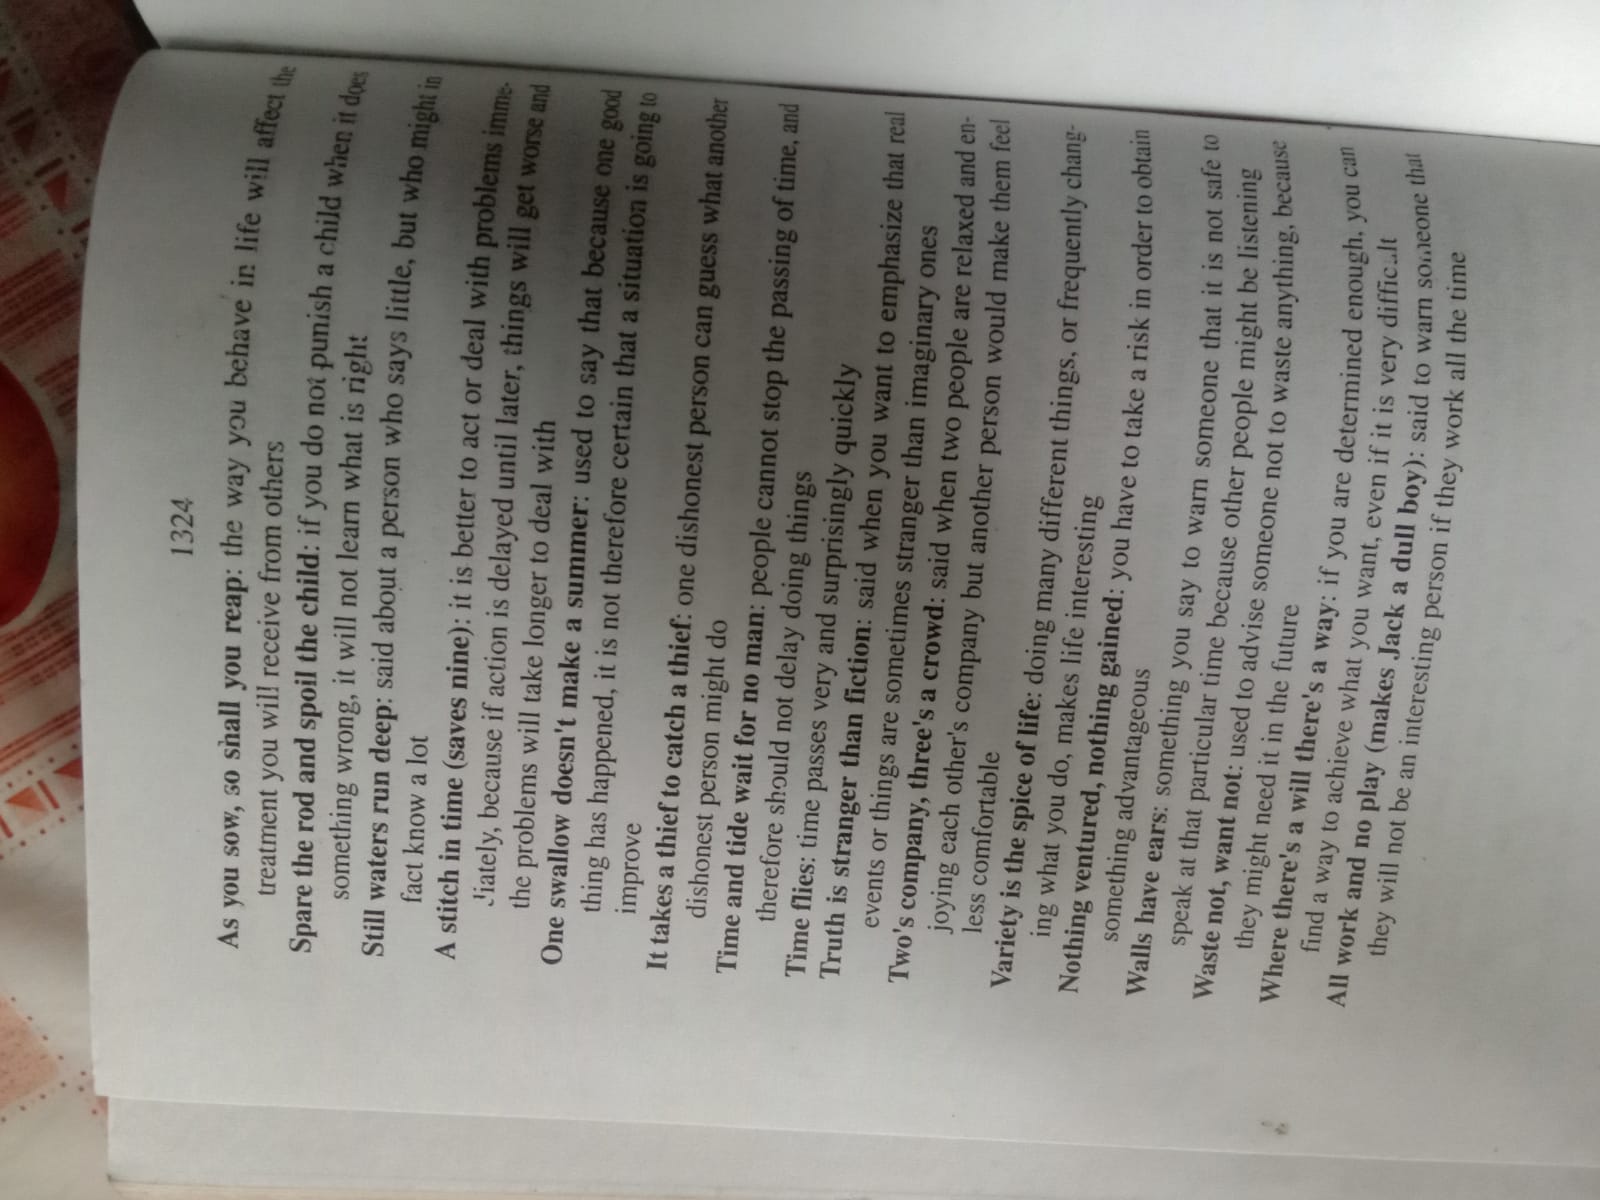 1324
As you sow, so shall you reap: the way you behave in life will affect the
treatment you will receive from others
Spare the rod and spoil the child: if you do not punish a child when it does
something wrong, it will not learn what is right
Still waters run deep: said about a person who says little, but who might in
fact know a lot
A stitch in time (saves nine): it is better to act or deal with problems imme-
diately, because if action is delayed until later, things will get worse and
the problems will take longer to deal with
One swallow doesn't make a summer: used to say that because one good
thing has happened, it is not therefore certain that a situation is going to
improve
It takes a thief to catch a thief: one dishonest person can guess what another
dishonest person might do
Time and tide wait for no man: people cannot stop the passing of time, and
therefore should not delay doing things
Time flies: time passes very and surprisingly quickly
Truth is stranger than fiction: said when you want to emphasize that real
events or things are sometimes stranger than imaginary ones
Two's company, three's a crowd: said when two people are relaxed and en-
joying each other's company but another person would make them feel
less comfortable
Variety is the spice of life: doing many different things, or frequently chang-
ing what you do, makes life interesting
Nothing ventured, nothing gained: you have to take a risk in order to obtain
something advantageous
Walls have ears: something you say to warn someone that it is not safe to
speak at that particular time because other people might be listening
Waste not, want not: used to advise someone not to waste anything, because
they might need it in the future
Where there's a will there's a way: if you are determined enough, you can
find a way to achieve what you want, even if it is very difficult
All work and no play (makes Jack a dull boy): said to warn someone that
they will not be an interesting person if they work all the time